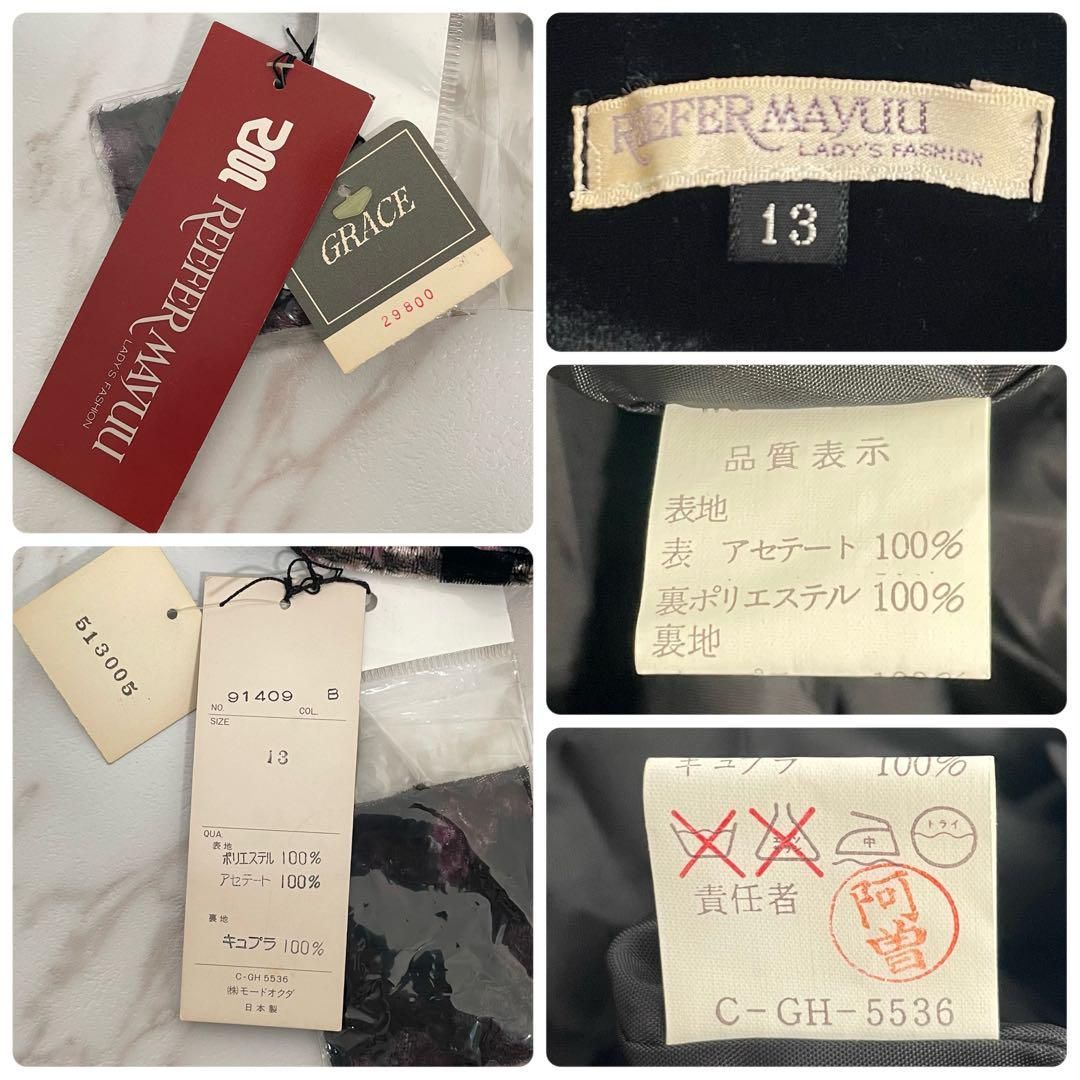 REEFER MAYUU
LADY'S FASHION
GRACE
29800
REEFER MAYUU
LADY'S FASHION
13
品質表示
表地
表 アセテート 100%
裏ポリエステル 100%
裏地
513005
NO. 91409 COL. B
SIZE
13
QUA.
表地
ポリエステル 100%
アセテート 100%
裏地
キュプラ 100%
C-GH 5536
(株)モードオクダ
日本製
キュプラ 100%
エンソ
中
ドライ
責任者
阿曽
C-GH-5536